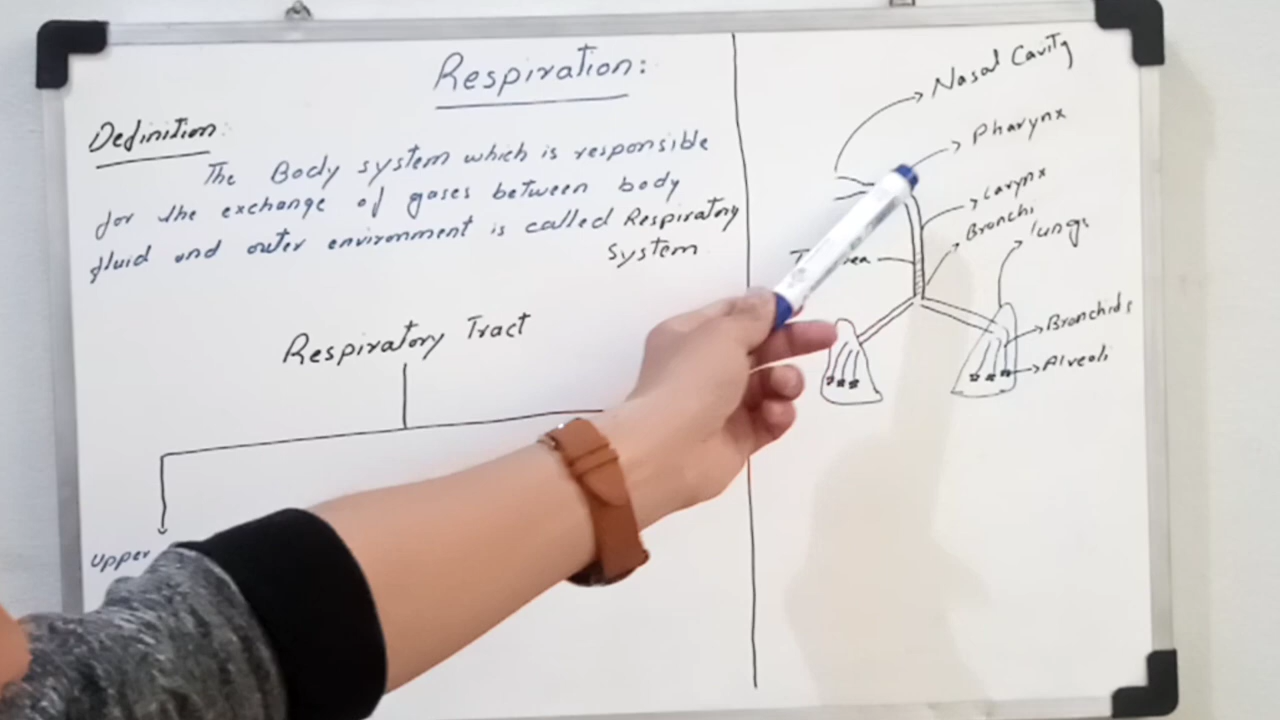 Respiration:
Definition:
The Body system which is responsible
for the exchange of gases between body
fluid and outer environment is called Respiratory
System
Respiratory Tract
Upper
Nasal Cavity
Pharynx
Larynx
Bronchi
lungs
Bronchids
Alveoli